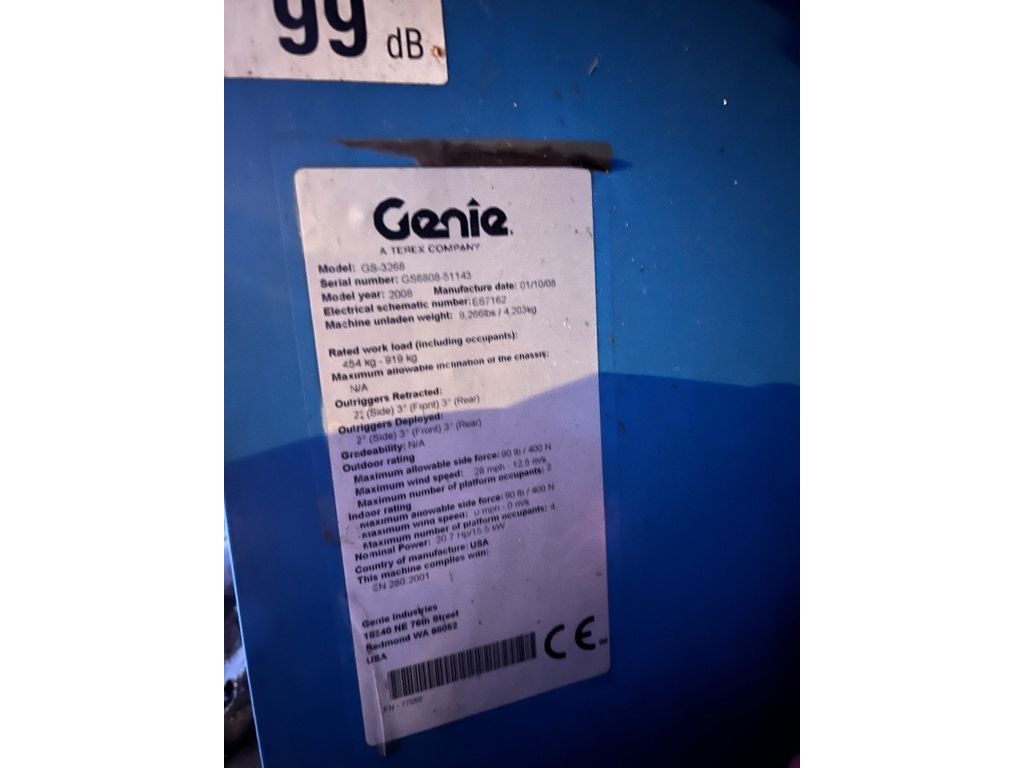 99 dB
Genie
A TEREX COMPANY
Model: GS-3268
Serial number: GS6808-51143
Model year: 2008 Manufacture date: 01/10/08
Electrical schematic number: ES7162
Machine unladen weight: 9,266lbs / 4,203kg
Rated work load (including occupants):
454 kg - 919 kg
Maximum allowable inclination of the chassis:
N/A
Outriggers Retracted:
2° (Side) 3° (Front) 3° (Rear)
Outriggers Deployed:
2° (Side) 3° (Front) 3° (Rear)
Gradeability: N/A
Outdoor rating
Maximum allowable side force: 90 lb / 400 N
Maximum wind speed: 28 mph - 12.5 m/s
Maximum number of platform occupants: 2
Indoor rating
Maximum allowable side force: 90 lb / 400 N
Maximum wind speed: 0 mph - 0 m/s
Maximum number of platform occupants: 4
Nominal Power: 20.7 Hp/15.5 kW
Country of manufacture: USA
This machine complies with:
EN 280:2001
Genie Industries
18340 NE 76th Street
Redmond WA 98052
USA
CE